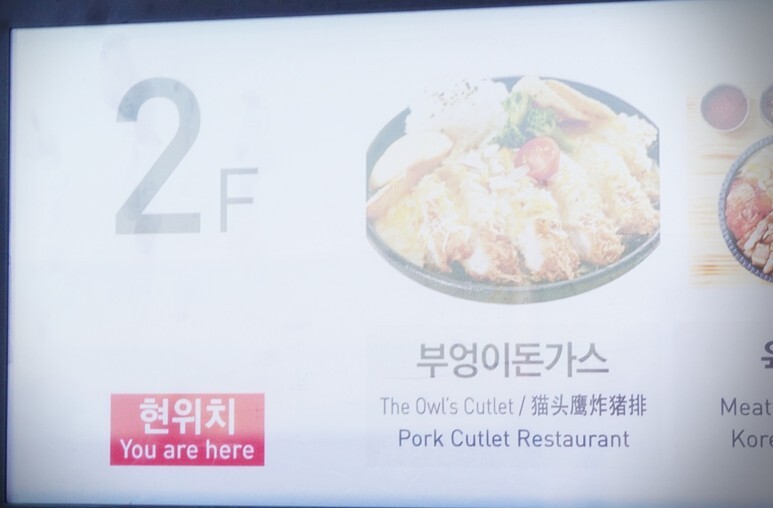 2F
현위치
You are here
부엉이돈가스
The Owl's Cutlet / 猫头鹰炸猪排
Pork Cutlet Restaurant
Meat